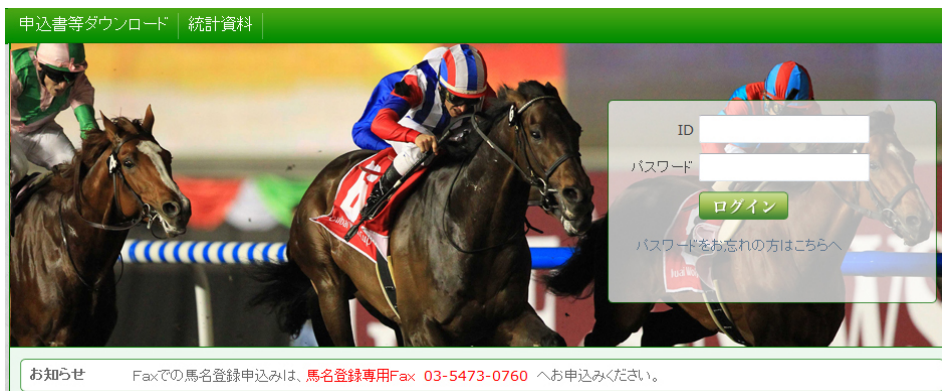 申込書等ダウンロード 統計資料
ID
パスワード
ログイン
パスワードをお忘れの方はこちらへ
お知らせ Faxでの馬名登録申込みは、馬名登録専用Fax 03-5473-0760 へお申込みください。